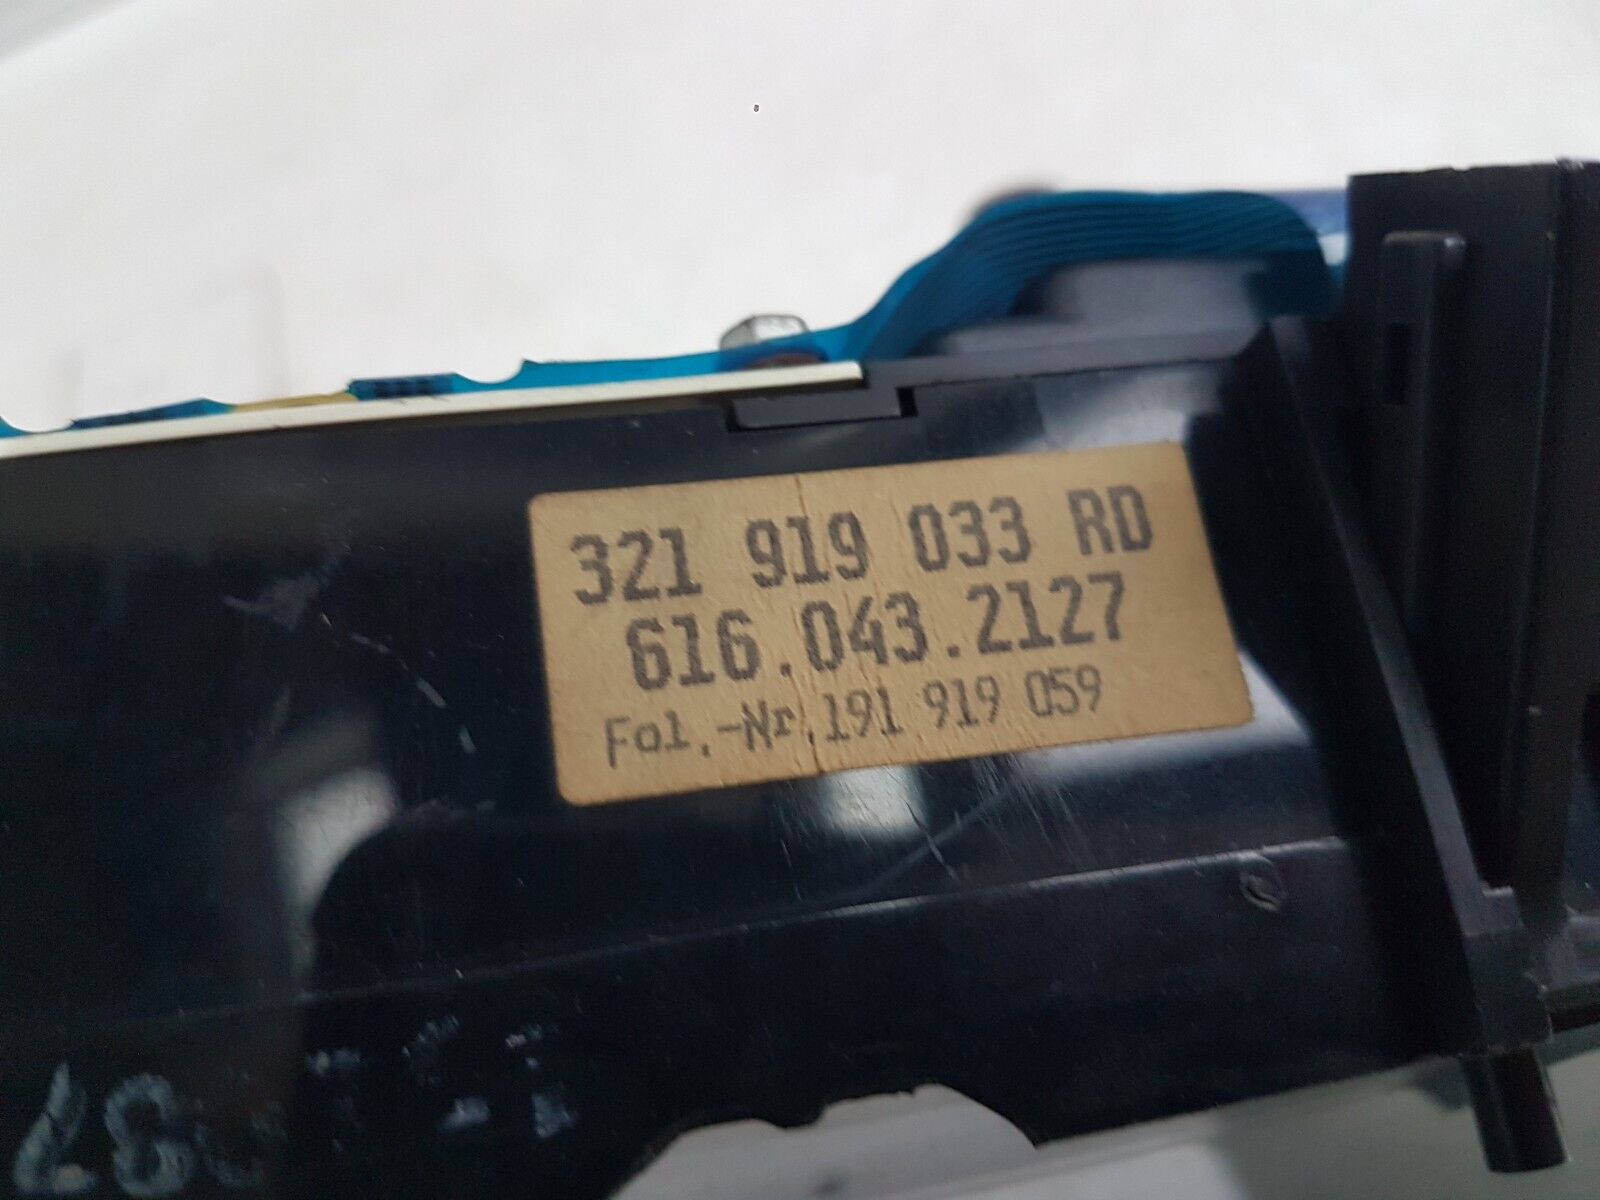 321 919 033 RD
616.043.2127
Fol.-Nr.191 919 059